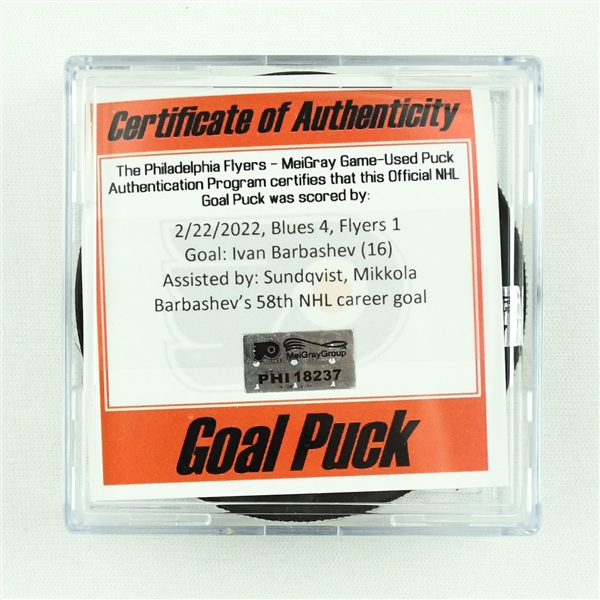 Certificate of Authenticity
The Philadelphia Flyers - MeiGray Game-Used Puck
Authentication Program certifies that this Official NHL
Goal Puck was scored by:
2/22/2022, Blues 4, Flyers 1
Goal: Ivan Barbashev (16)
Assisted by: Sundqvist, Mikkola
Barbashev's 58th NHL career goal
MeiGrayGroup
PHI 18237
Goal Puck